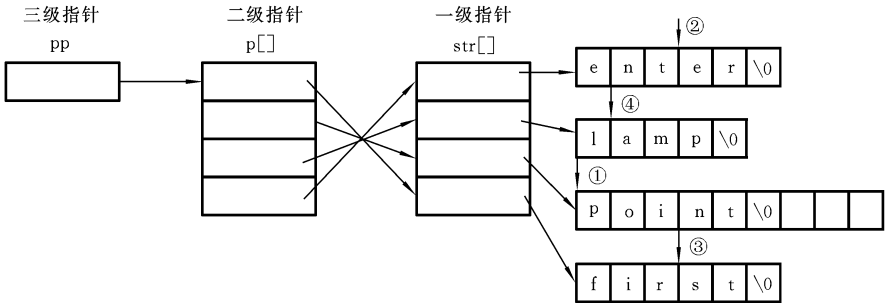 三级指针 二级指针 一级指针
pp p[] str[]
②
e n t e r \0
④
l a m p \0
①
p o i n t \0
③
f i r s t \0